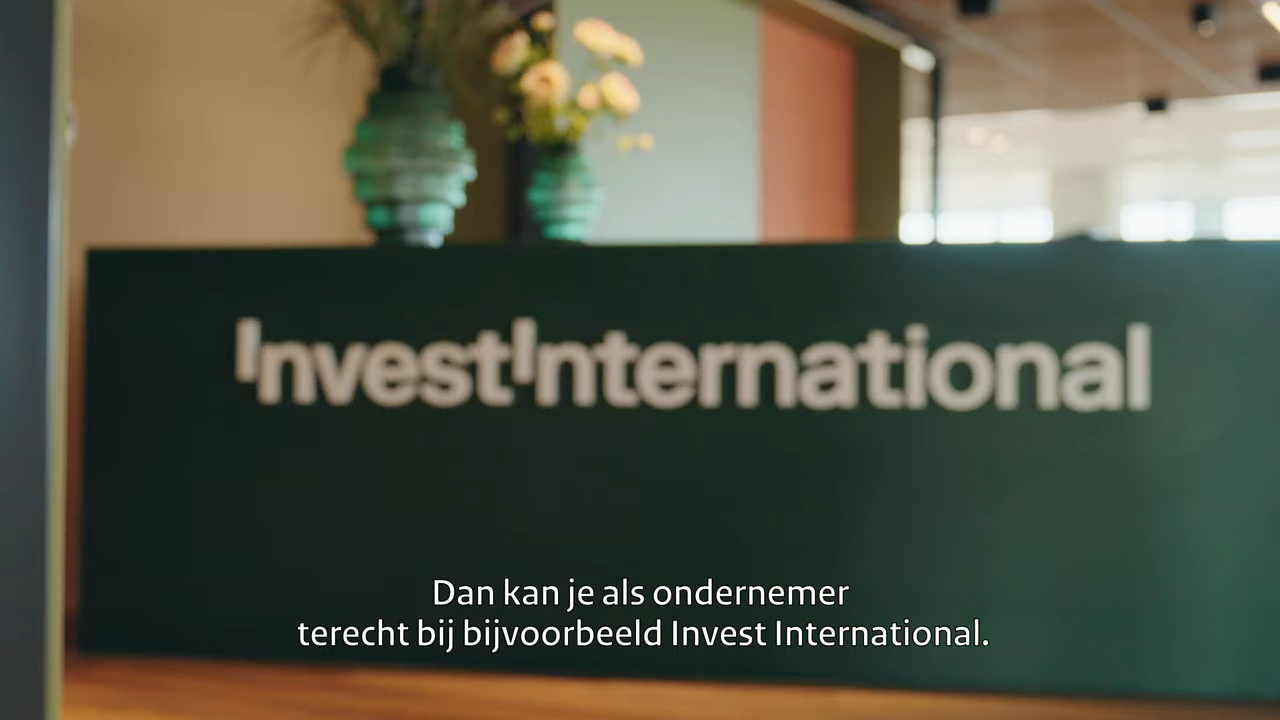 InvestInternational
Dan kan je als ondernemer
terecht bij bijvoorbeeld Invest International.